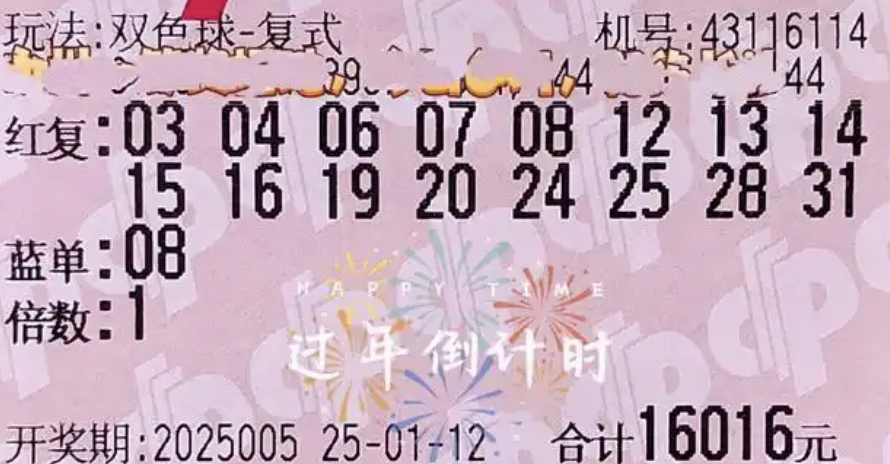 玩法:双色球-复式 机号:43116114
红复:03 04 06 07 08 12 13 14
15 16 19 20 24 25 28 31
蓝单:08
倍数:1
HAPPY TIME
过年倒计时
开奖期:2025005 25-01-12 合计16016元